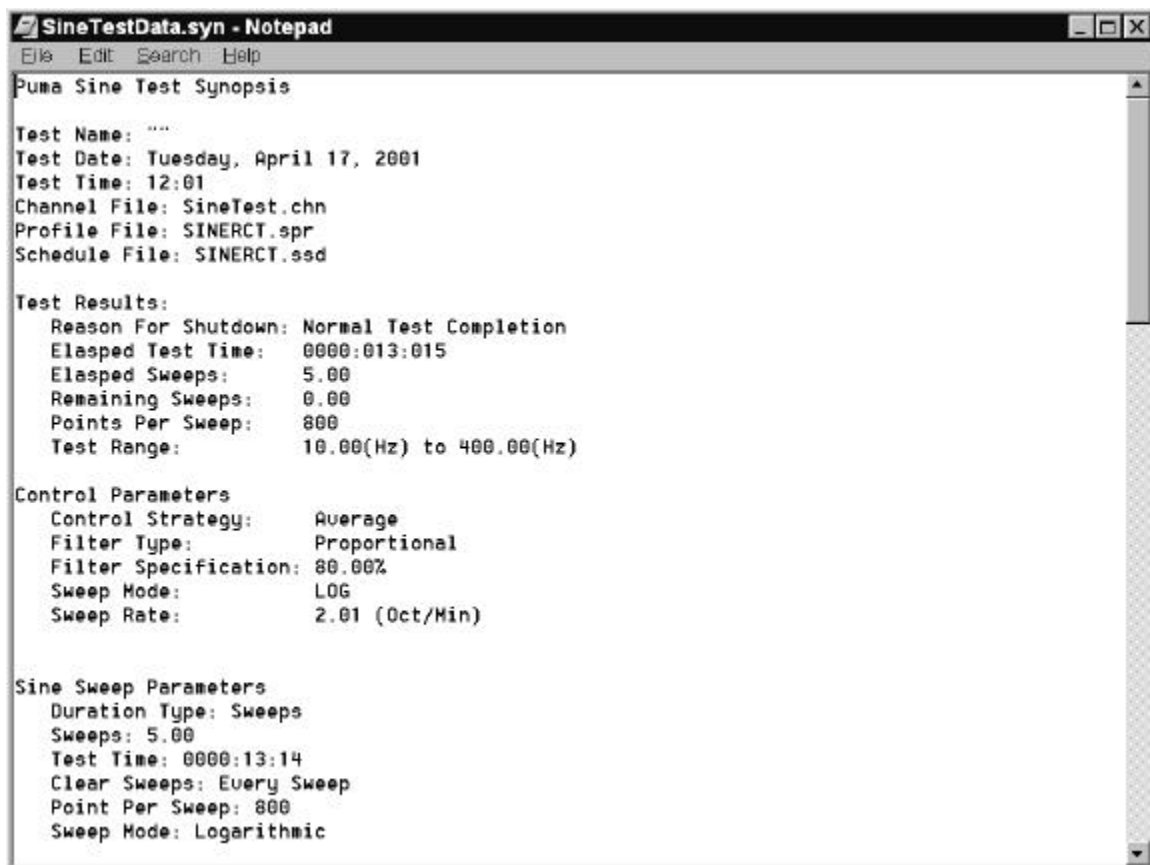 SineTestData.syn - Notepad
File Edit Search Help
Puma Sine Test Synopsis
Test Name: ""
Test Date: Tuesday, April 17, 2001
Test Time: 12:01
Channel File: SineTest.chn
Profile File: SINERCT.spr
Schedule File: SINERCT.ssd
Test Results:
Reason For Shutdown: Normal Test Completion
Elasped Test Time: 0000:013:015
Elasped Sweeps: 5.00
Remaining Sweeps: 0.00
Points Per Sweep: 800
Test Range: 10.00(Hz) to 400.00(Hz)
Control Parameters
Control Strategy: Average
Filter Type: Proportional
Filter Specification: 80.00%
Sweep Mode: LOG
Sweep Rate: 2.01 (Oct/Min)
Sine Sweep Parameters
Duration Type: Sweeps
Sweeps: 5.00
Test Time: 0000:13:14
Clear Sweeps: Every Sweep
Point Per Sweep: 800
Sweep Mode: Logarithmic